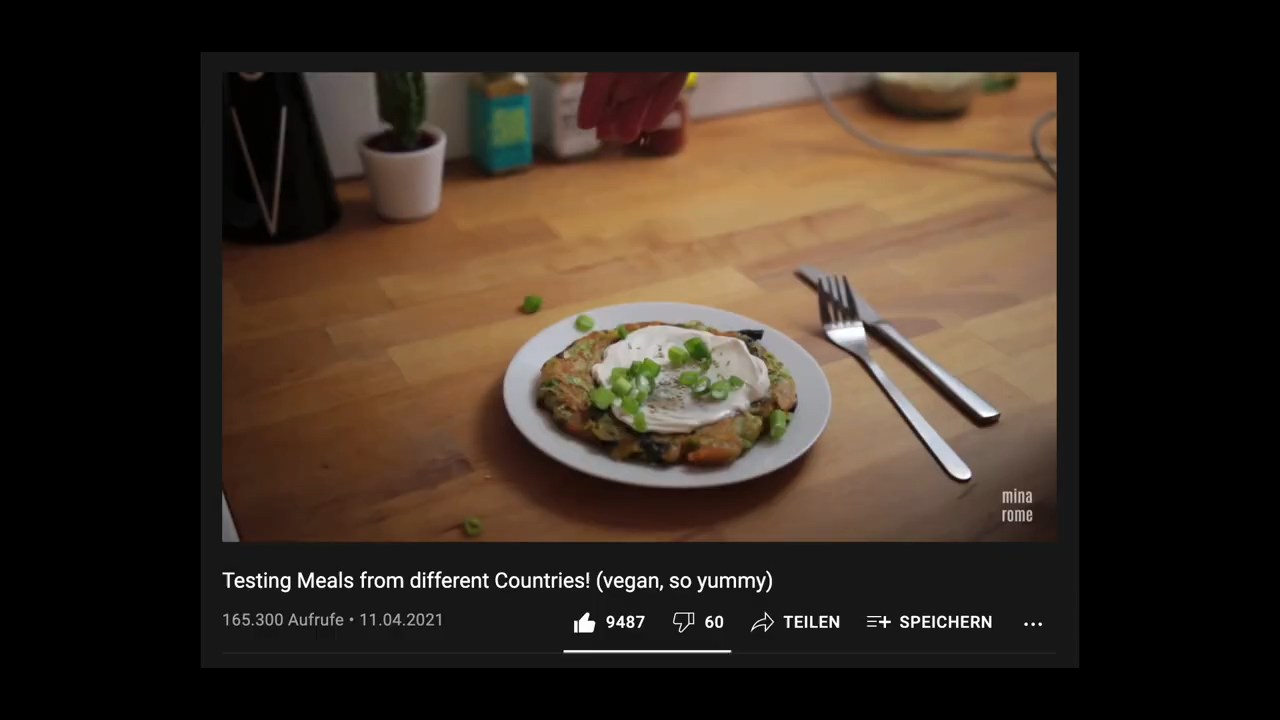 mina
rome
Testing Meals from different Countries! (vegan, so yummy)
165.300 Aufrufe • 11.04.2021
9487
60
TEILEN
SPEICHERN